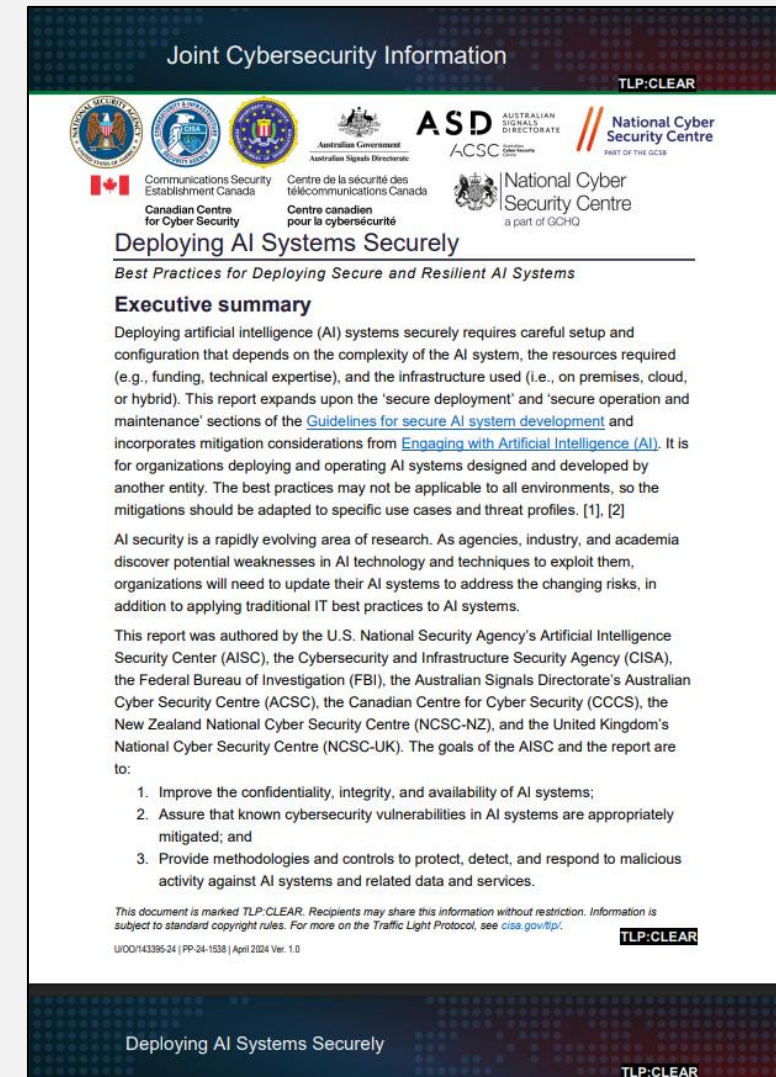 Joint Cybersecurity Information
TLP:CLEAR
NATIONAL SECURITY AGENCY
UNITED STATES OF AMERICA
CYBERSECURITY & INFRASTRUCTURE
CISA
SECURITY AGENCY
Australian Government
Australian Signals Directorate
ASD AUSTRALIAN
SIGNALS
DIRECTORATE
ACSC Australian
Cyber Security
Centre
National Cyber
Security Centre
PART OF THE GCSB
Communications Security
Establishment Canada
Canadian Centre
for Cyber Security
Centre de la sécurité des
télécommunications Canada
Centre canadien
pour la cybersécurité
National Cyber
Security Centre
a part of GCHQ
Deploying AI Systems Securely
Best Practices for Deploying Secure and Resilient AI Systems
Executive summary
Deploying artificial intelligence (AI) systems securely requires careful setup and
configuration that depends on the complexity of the AI system, the resources required
(e.g., funding, technical expertise), and the infrastructure used (i.e., on premises, cloud,
or hybrid). This report expands upon the ‘secure deployment’ and ‘secure operation and
maintenance’ sections of the Guidelines for secure AI system development and
incorporates mitigation considerations from Engaging with Artificial Intelligence (AI). It is
for organizations deploying and operating AI systems designed and developed by
another entity. The best practices may not be applicable to all environments, so the
mitigations should be adapted to specific use cases and threat profiles. [1], [2]
AI security is a rapidly evolving area of research. As agencies, industry, and academia
discover potential weaknesses in AI technology and techniques to exploit them,
organizations will need to update their AI systems to address the changing risks, in
addition to applying traditional IT best practices to AI systems.
This report was authored by the U.S. National Security Agency’s Artificial Intelligence
Security Center (AISC), the Cybersecurity and Infrastructure Security Agency (CISA),
the Federal Bureau of Investigation (FBI), the Australian Signals Directorate’s Australian
Cyber Security Centre (ACSC), the Canadian Centre for Cyber Security (CCCS), the
New Zealand National Cyber Security Centre (NCSC-NZ), and the United Kingdom’s
National Cyber Security Centre (NCSC-UK). The goals of the AISC and the report are
to:
1. Improve the confidentiality, integrity, and availability of AI systems;
2. Assure that known cybersecurity vulnerabilities in AI systems are appropriately
mitigated; and
3. Provide methodologies and controls to protect, detect, and respond to malicious
activity against AI systems and related data and services.
This document is marked TLP:CLEAR. Recipients may share this information without restriction. Information is
subject to standard copyright rules. For more on the Traffic Light Protocol, see cisa.gov/tlp/.
TLP:CLEAR
U/OO/143395-24 | PP-24-1538 | April 2024 Ver. 1.0
Deploying AI Systems Securely
TLP:CLEAR